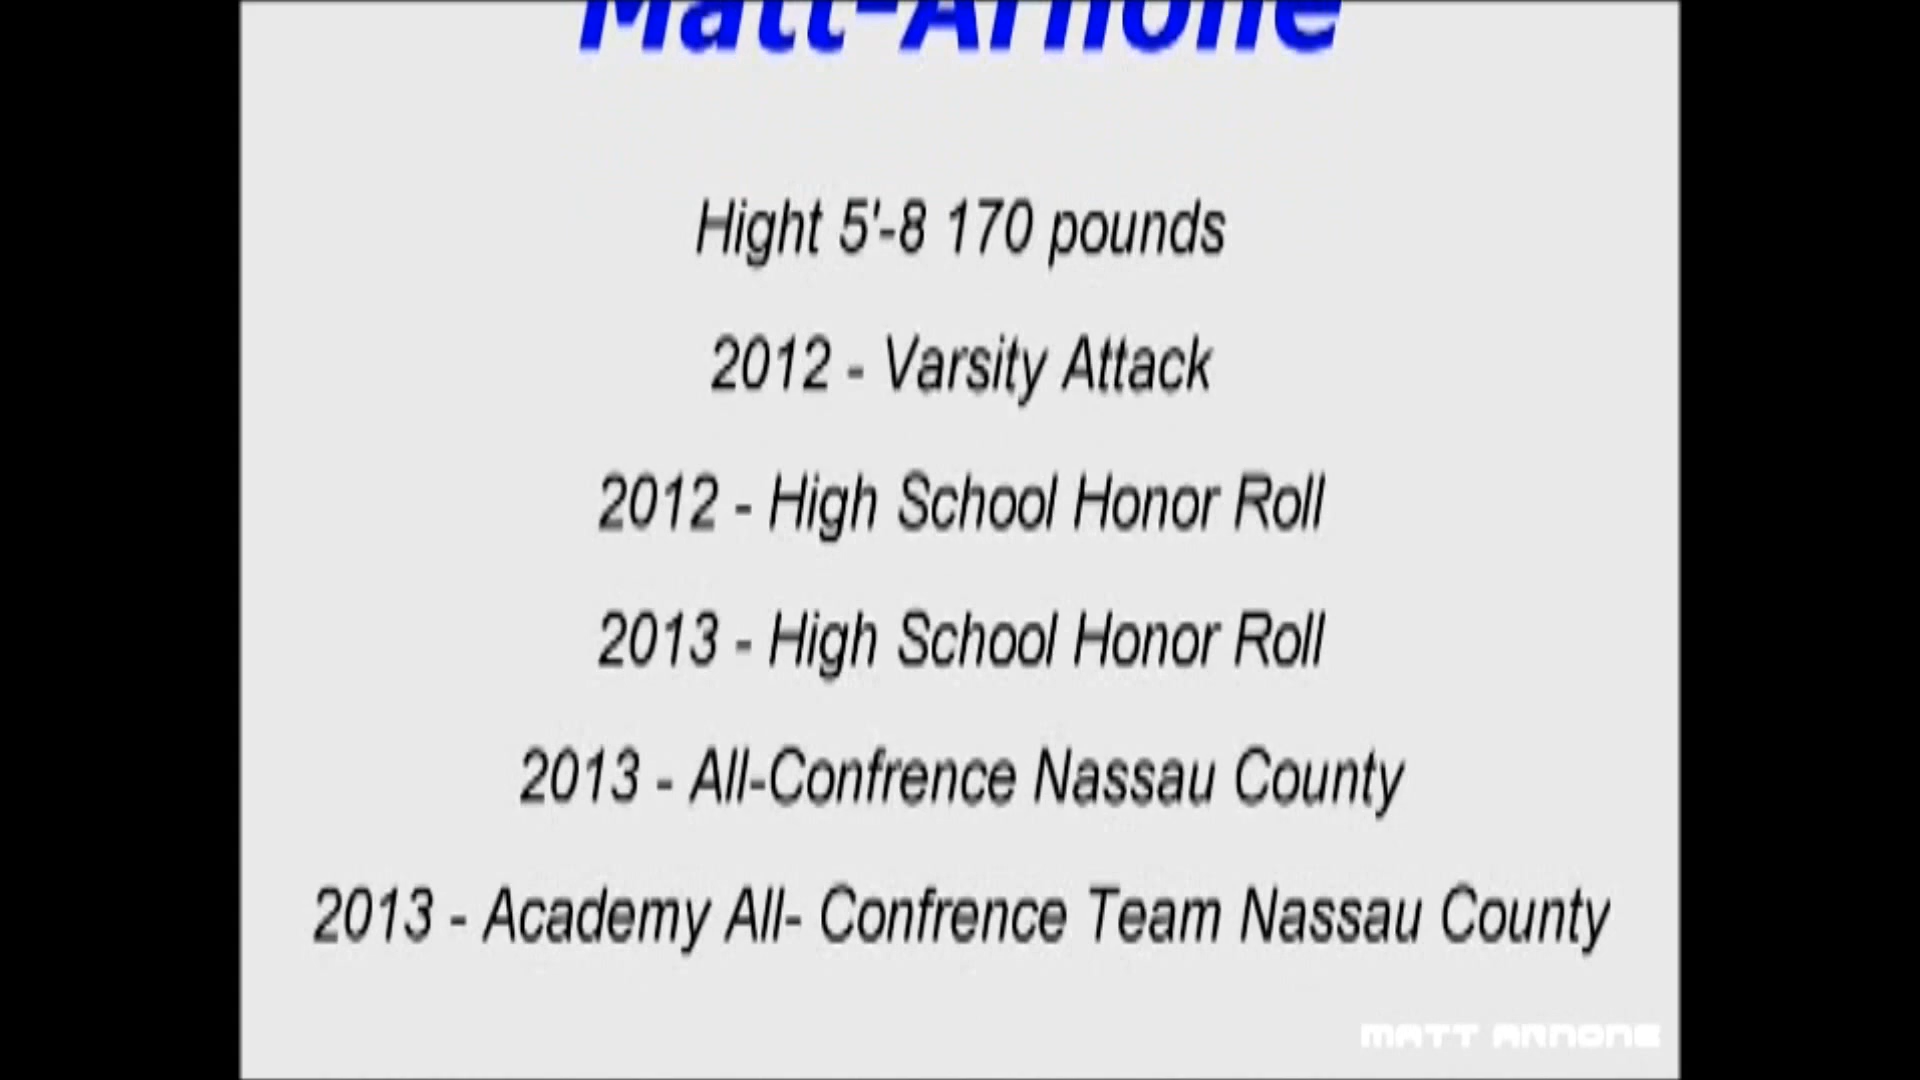 Matt-Arnone
Hight 5'-8 170 pounds
2012 - Varsity Attack
2012 - High School Honor Roll
2013 - High School Honor Roll
2013 - All-Confrence Nassau County
2013 - Academy All- Confrence Team Nassau County
MATT ARNONE